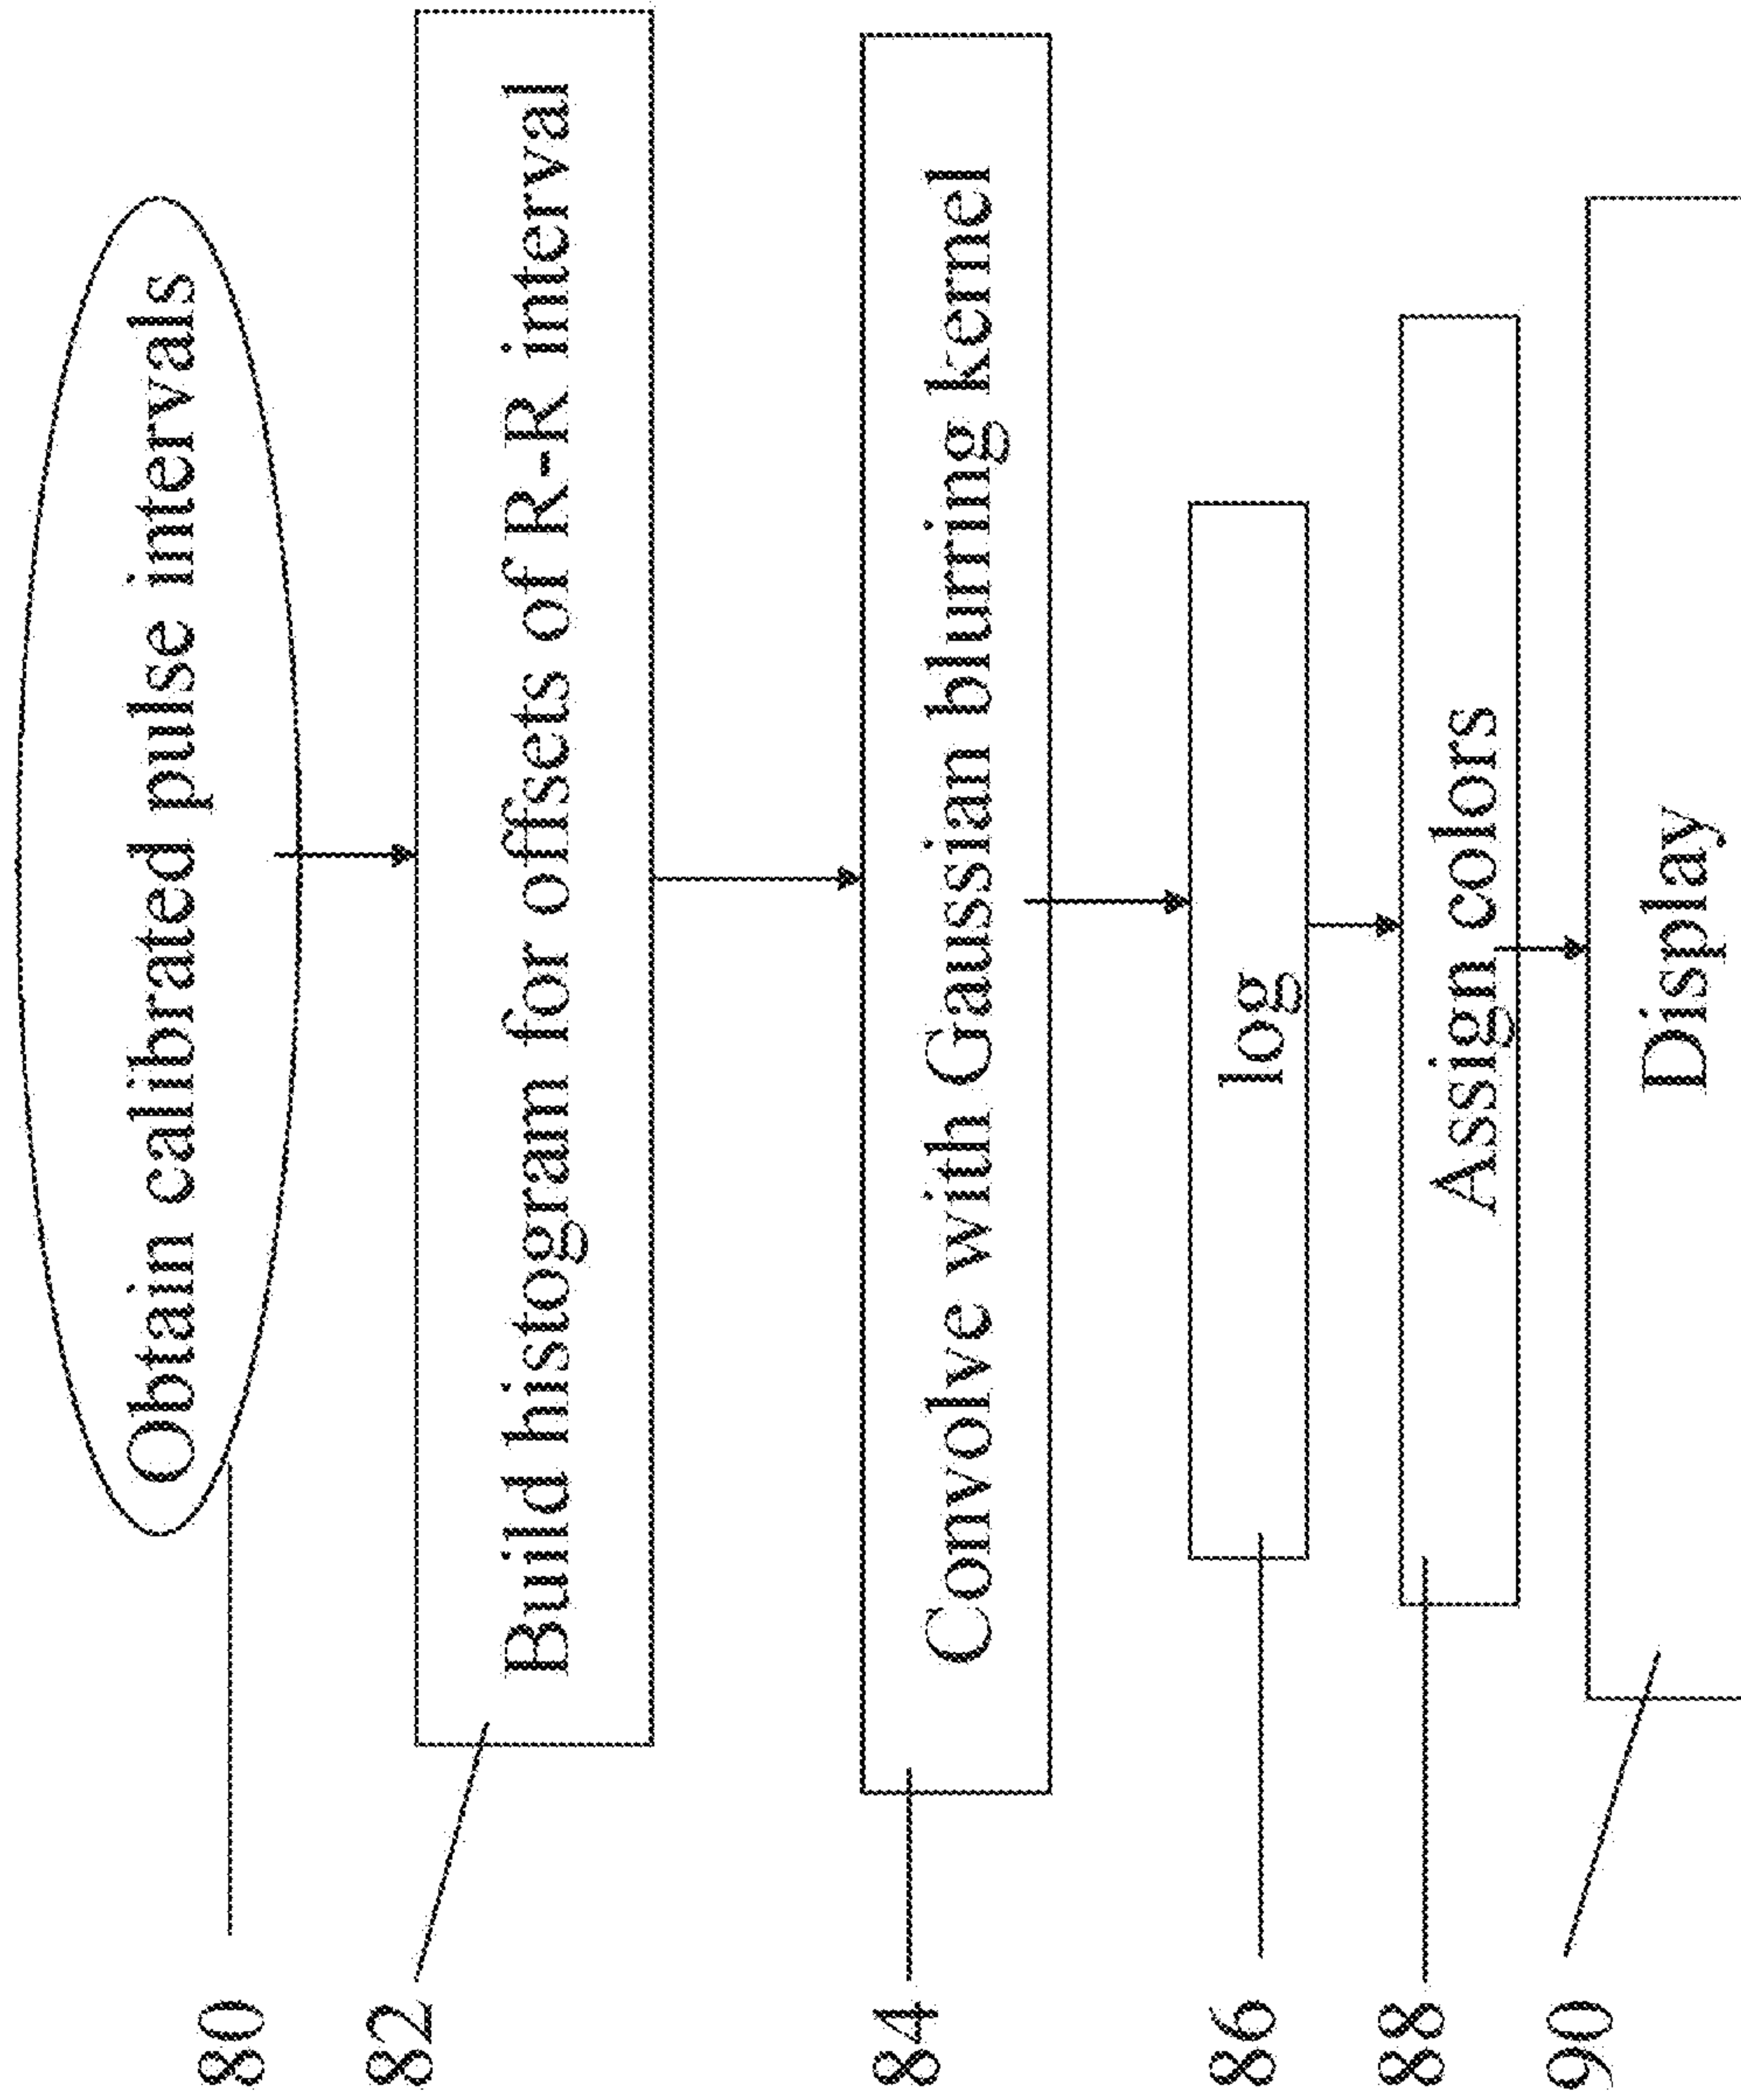 80
Obtain calibrated pulse intervals
82
Build histogram for offsets of R-R interval
84
Convolve with Gaussian blurring kernel
86
log
88
Assign colors
90
Display